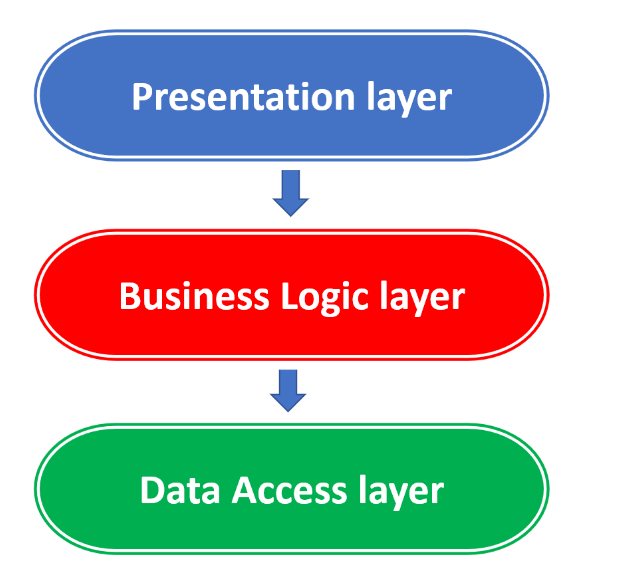 Presentation layer
Business Logic layer
Data Access layer